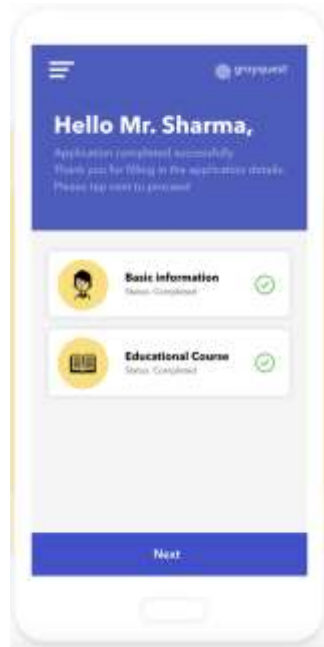 grayquest
Hello Mr. Sharma,
Application completed successfully
Thank you for filling in the application details.
Please tap next to proceed
Basic information
Status: Completed
Educational Course
Status: Completed
Next